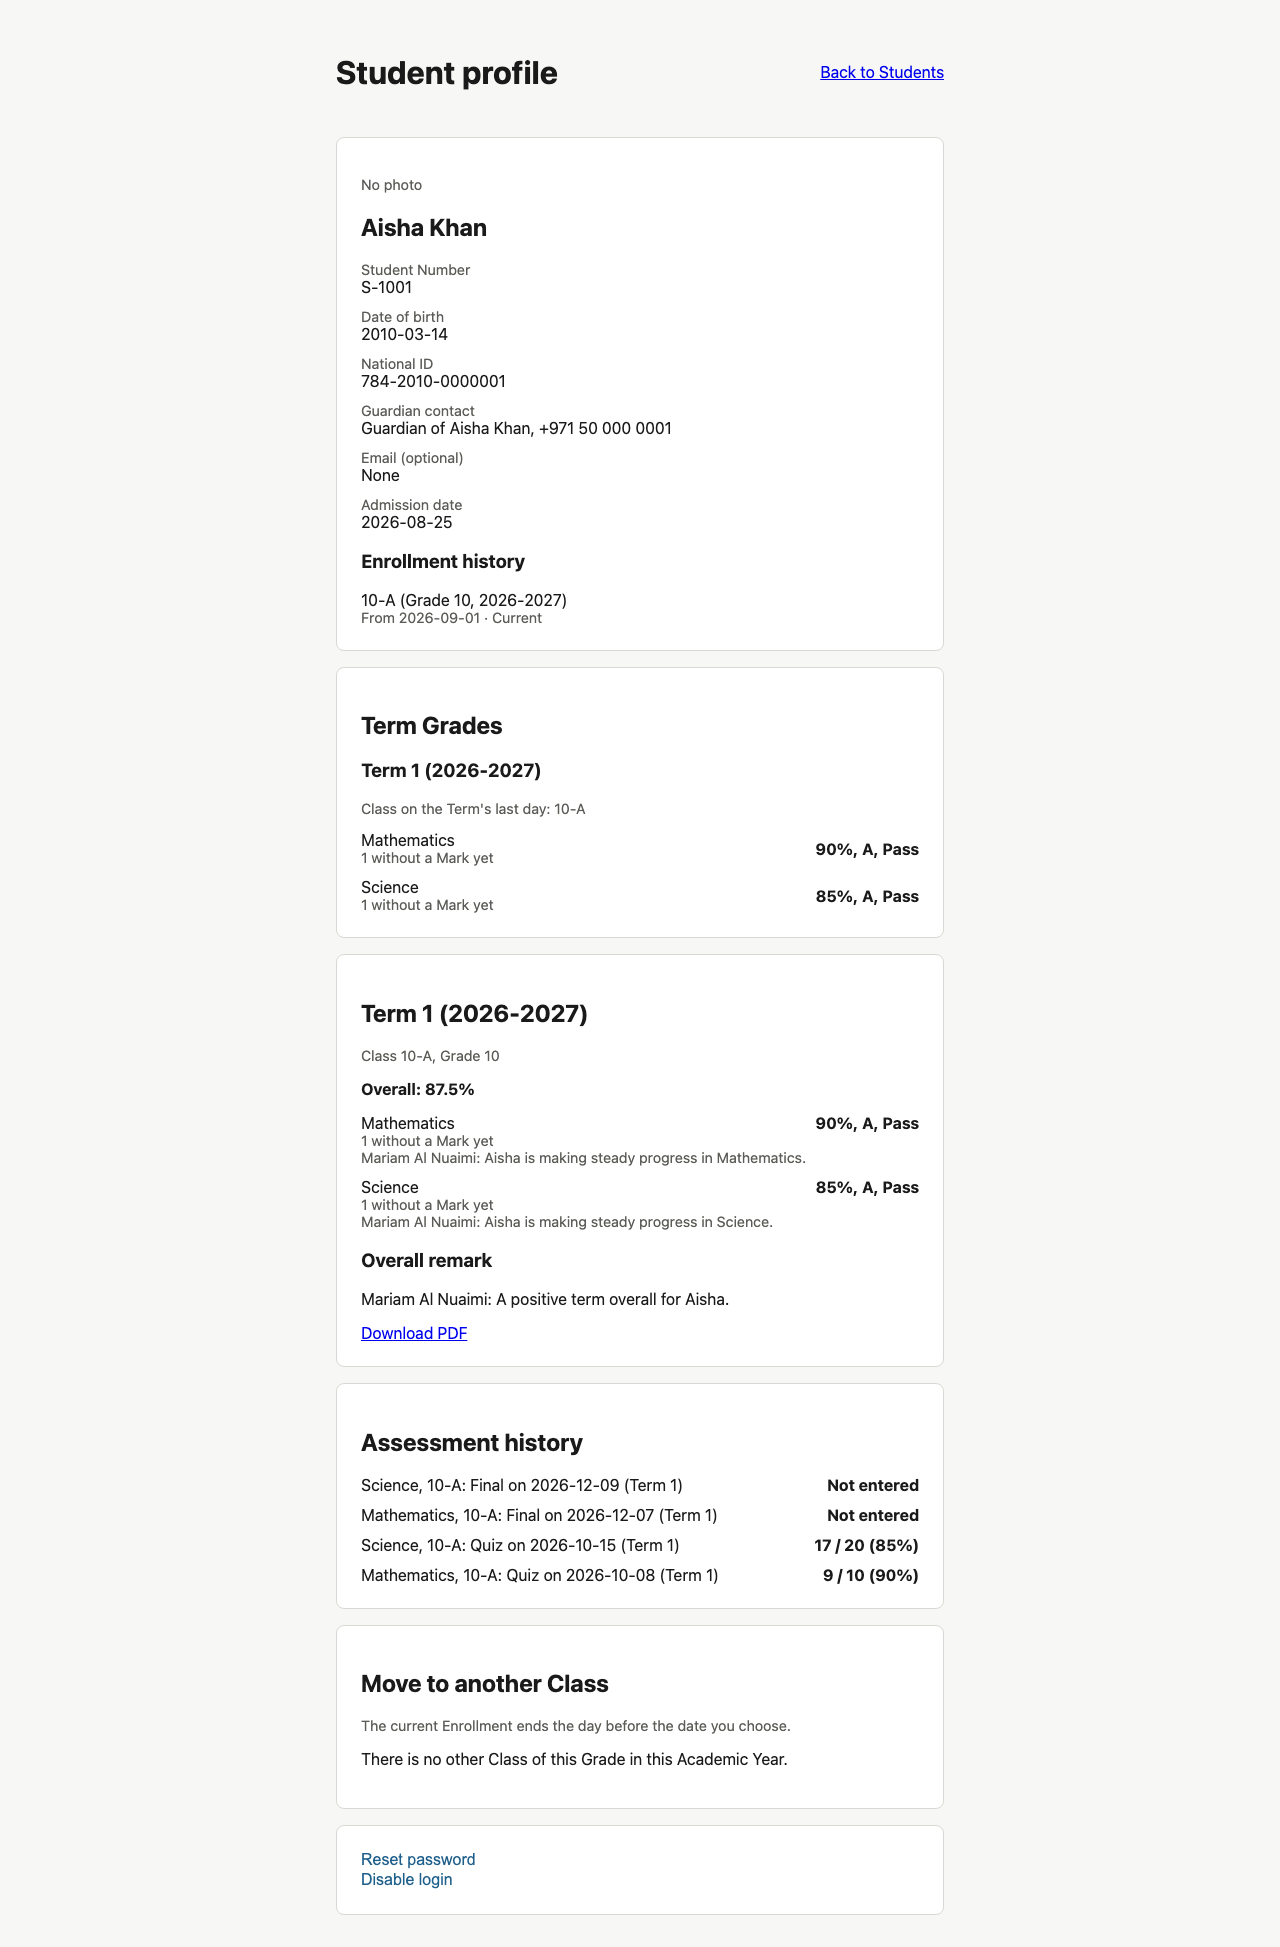 Student profile
Back to Students
No photo
Aisha Khan
Student Number
S-1001
Date of birth
2010-03-14
National ID
784-2010-0000001
Guardian contact
Guardian of Aisha Khan, +971 50 000 0001
Email (optional)
None
Admission date
2026-08-25
Enrollment history
10-A (Grade 10, 2026-2027)
From 2026-09-01 · Current
Term Grades
Term 1 (2026-2027)
Class on the Term's last day: 10-A
Mathematics
1 without a Mark yet
90%, A, Pass
Science
1 without a Mark yet
85%, A, Pass
Term 1 (2026-2027)
Class 10-A, Grade 10
Overall: 87.5%
Mathematics
90%, A, Pass
1 without a Mark yet
Mariam Al Nuaimi: Aisha is making steady progress in Mathematics.
Science
85%, A, Pass
1 without a Mark yet
Mariam Al Nuaimi: Aisha is making steady progress in Science.
Overall remark
Mariam Al Nuaimi: A positive term overall for Aisha.
Download PDF
Assessment history
Science, 10-A: Final on 2026-12-09 (Term 1)
Not entered
Mathematics, 10-A: Final on 2026-12-07 (Term 1)
Not entered
Science, 10-A: Quiz on 2026-10-15 (Term 1)
17 / 20 (85%)
Mathematics, 10-A: Quiz on 2026-10-08 (Term 1)
9 / 10 (90%)
Move to another Class
The current Enrollment ends the day before the date you choose.
There is no other Class of this Grade in this Academic Year.
Reset password
Disable login